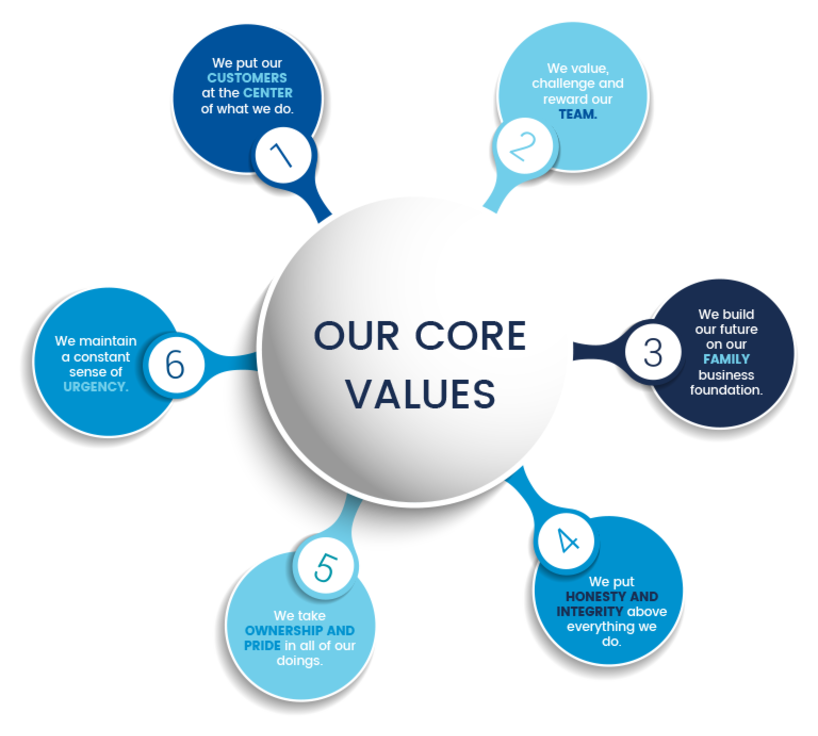 OUR CORE
VALUES
1
We put our
CUSTOMERS
at the CENTER
of what we do.
2
We value,
challenge and
reward our
TEAM.
3
We build
our future
on our
FAMILY
business
foundation.
4
We put
HONESTY AND
INTEGRITY above
everything we
do.
5
We take
OWNERSHIP AND
PRIDE in all of our
doings.
6
We maintain
a constant
sense of
URGENCY.